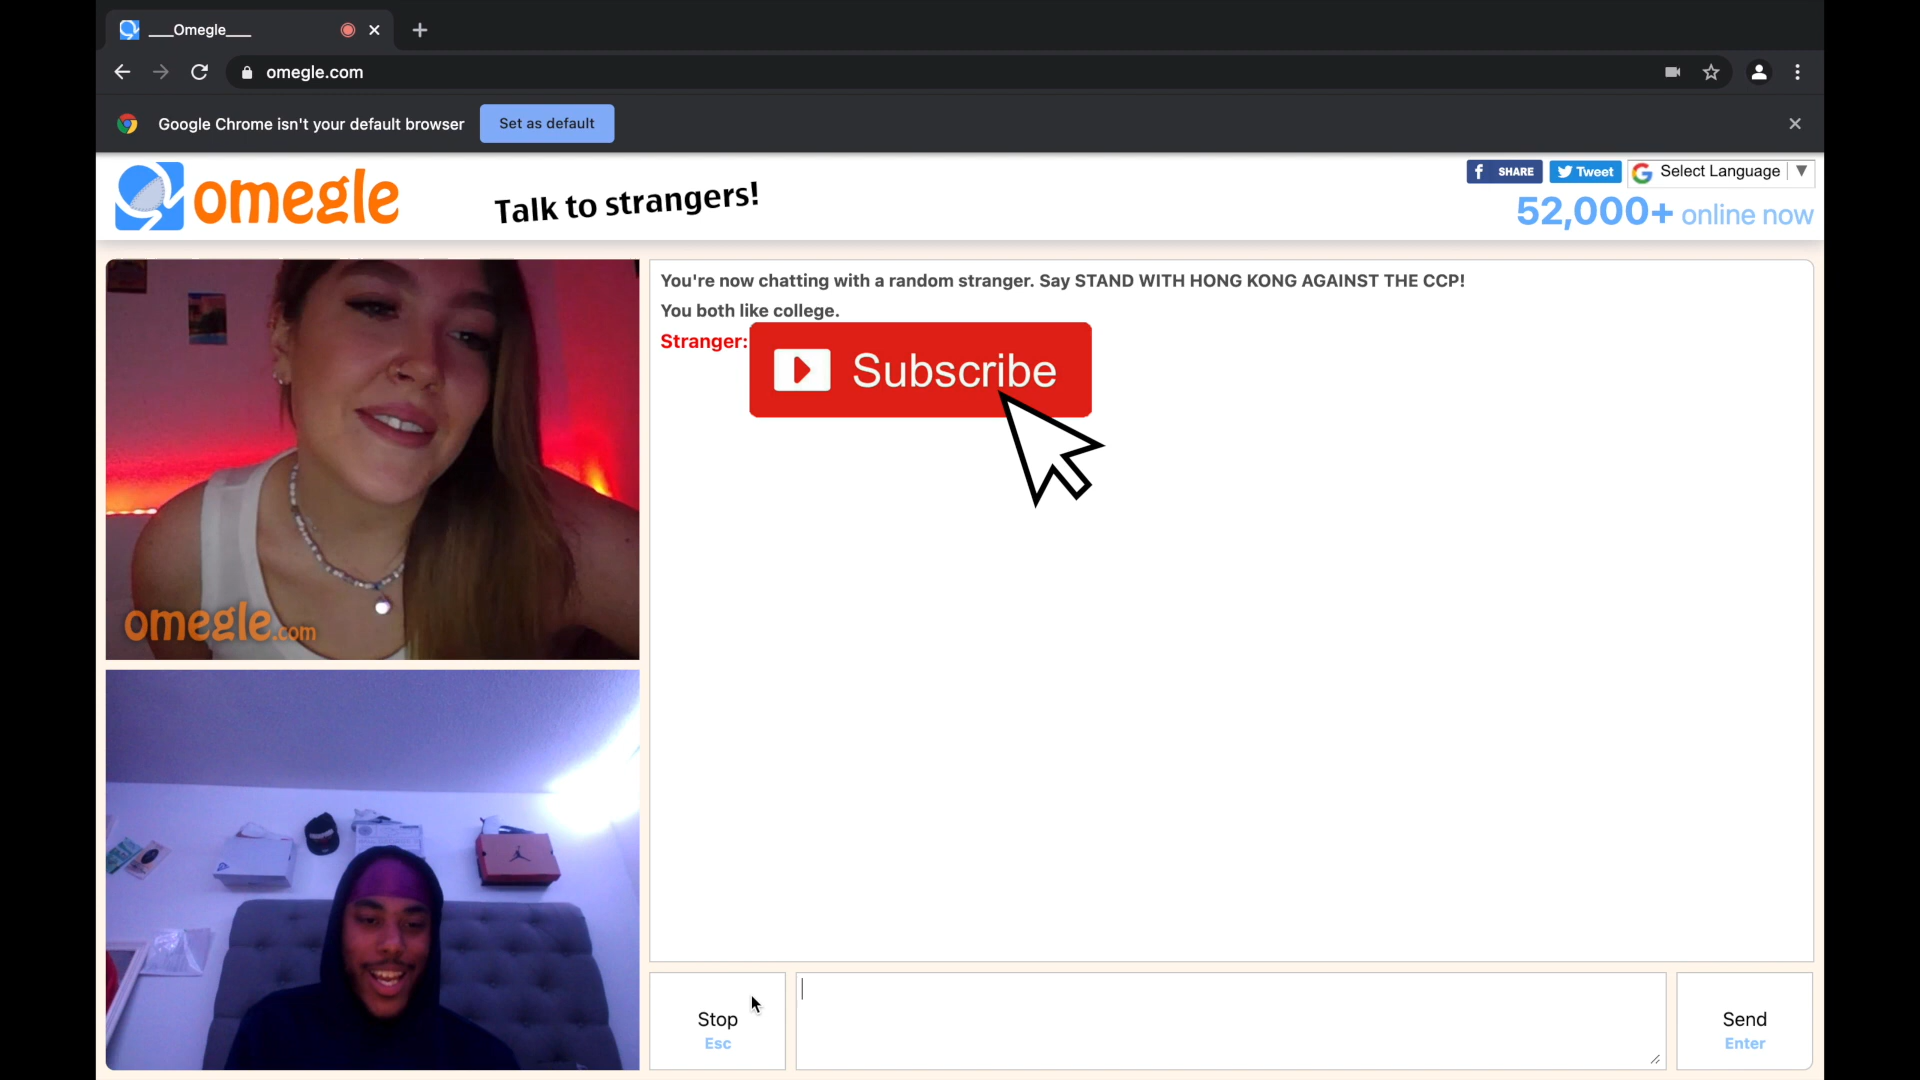 ___Omegle___
omegle.com
Google Chrome isn't your default browser
Set as default
omegle
Talk to strangers!
SHARE
Tweet
Select Language
52,000+ online now
You're now chatting with a random stranger. Say STAND WITH HONG KONG AGAINST THE CCP!
You both like college.
Stranger:
Subscribe
omegle.com
Stop
Esc
Send
Enter